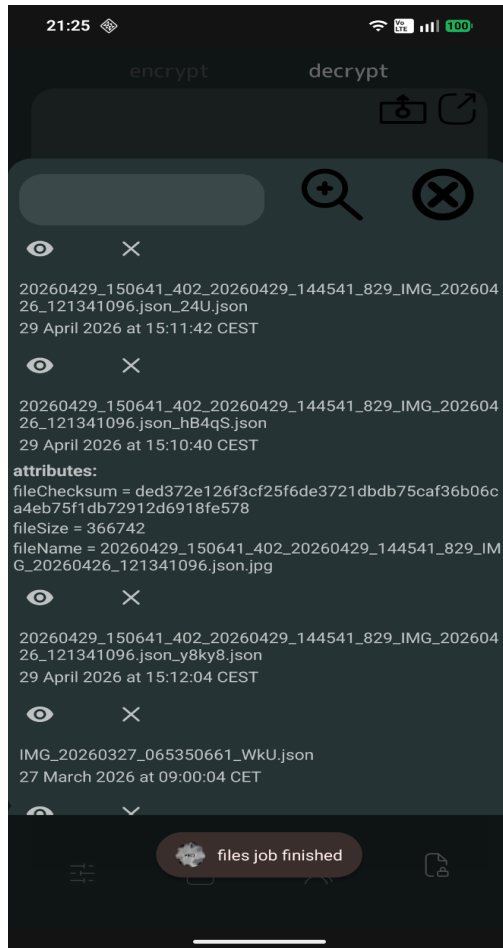 21:25
Vo
LTE
100
encrypt decrypt
20260429_150641_402_20260429_144541_829_IMG_202604
26_121341096.json_24U.json
29 April 2026 at 15:11:42 CEST
20260429_150641_402_20260429_144541_829_IMG_202604
26_121341096.json_hB4qS.json
29 April 2026 at 15:10:40 CEST
attributes:
fileChecksum = ded372e126f3cf25f6de3721dbdb75caf36b06c
a4eb75f1db72912d6918fe578
fileSize = 366742
fileName = 20260429_150641_402_20260429_144541_829_IM
G_20260426_121341096.json.jpg
20260429_150641_402_20260429_144541_829_IMG_202604
26_121341096.json_y8ky8.json
29 April 2026 at 15:12:04 CEST
IMG_20260327_065350661_WkU.json
27 March 2026 at 09:00:04 CET
files job finished